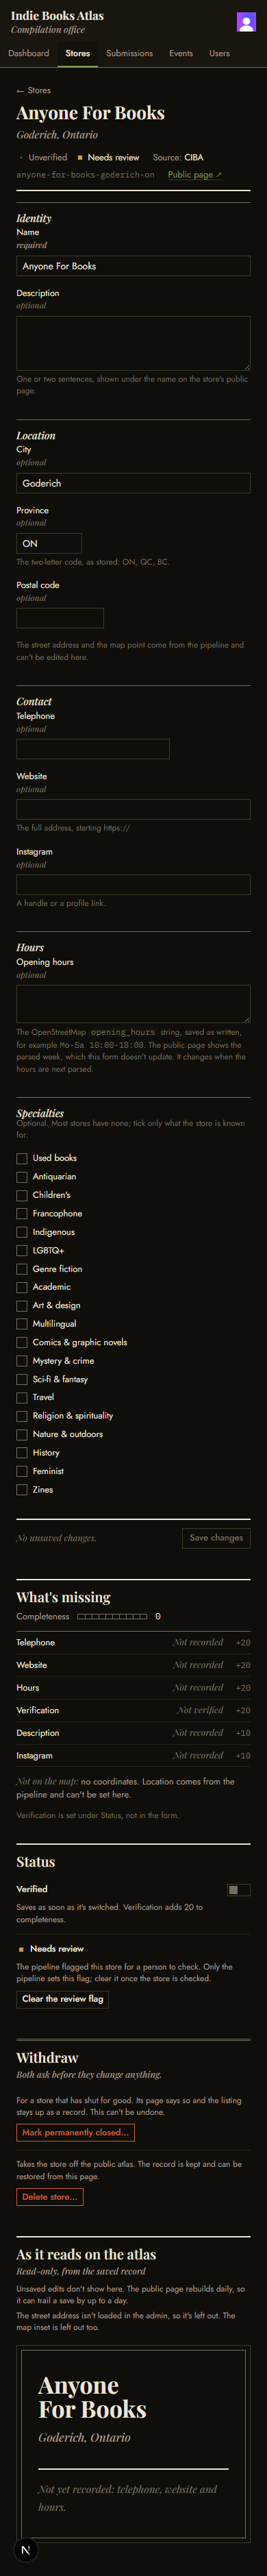 Indie Books Atlas
Compilation office
Dashboard Stores Submissions Events Users
← Stores
Anyone For Books
Goderich, Ontario
· Unverified Needs review Source: CIBA
anyone-for-books-goderich-on Public page ↗
Identity
Name
required
Anyone For Books
Description
optional
One or two sentences, shown under the name on the store's public
page.
Location
City
optional
Goderich
Province
optional
ON
The two-letter code, as stored: ON, QC, BC.
Postal code
optional
The street address and the map point come from the pipeline and
can't be edited here.
Contact
Telephone
optional
Website
optional
The full address, starting https://
Instagram
optional
A handle or a profile link.
Hours
Opening hours
optional
The OpenStreetMap opening_hours string, saved as written,
for example Mo-Sa 10:00-18:00. The public page shows the
parsed week, which this form doesn't update. It changes when the
hours are next parsed.
Specialties
Optional. Most stores have none; tick only what the store is known
for.
Used books
Antiquarian
Children's
Francophone
Indigenous
LGBTQ+
Genre fiction
Academic
Art & design
Multilingual
Comics & graphic novels
Mystery & crime
Sci-fi & fantasy
Travel
Religion & spirituality
Nature & outdoors
History
Feminist
Zines
No unsaved changes. Save changes
What's missing
Completeness 0
Telephone Not recorded +20
Website Not recorded +20
Hours Not recorded +20
Verification Not verified +20
Description Not recorded +10
Instagram Not recorded +10
Not on the map: no coordinates. Location comes from the
pipeline and can't be set here.
Verification is set under Status, not in the form.
Status
Verified
Saves as soon as it's switched. Verification adds 20 to
completeness.
Needs review
The pipeline flagged this store for a person to check. Only the
pipeline sets this flag; clear it once the store is checked.
Clear the review flag
Withdraw
Both ask before they change anything.
For a store that has shut for good. Its page says so and the listing
stays up as a record. This can't be undone.
Mark permanently closed...
Takes the store off the public atlas. The record is kept and can be
restored from this page.
Delete store...
As it reads on the atlas
Read-only, from the saved record
Unsaved edits don't show here. The public page rebuilds daily, so
it can trail a save by up to a day.
The street address isn't loaded in the admin, so it's left out. The
map inset is left out too.
Anyone
For Books
Goderich, Ontario
Not yet recorded: telephone, website and
hours.
N